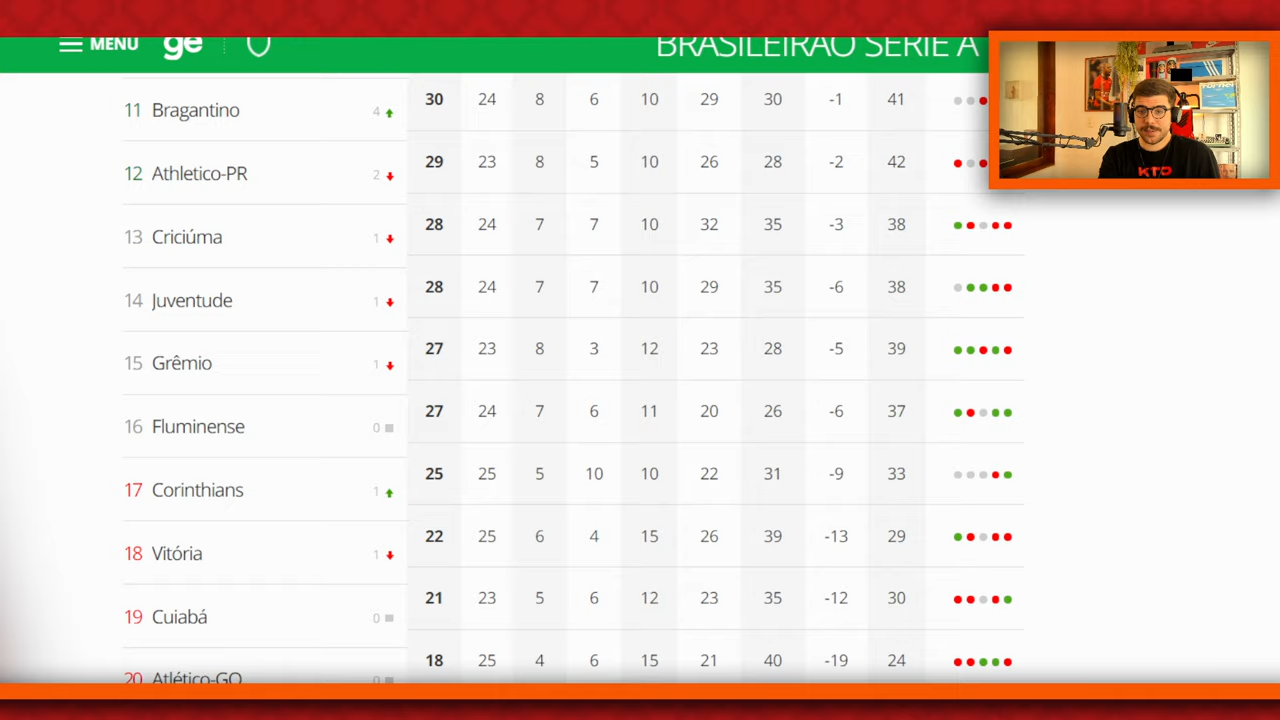 MENU ge BRASILEIRÃO SÉRIE A
11 Bragantino 4 30 24 8 6 10 29 30 -1 41
12 Athletico-PR 2 29 23 8 5 10 26 28 -2 42
13 Criciúma 1 28 24 7 7 10 32 35 -3 38
14 Juventude 1 28 24 7 7 10 29 35 -6 38
15 Grêmio 1 27 23 8 3 12 23 28 -5 39
16 Fluminense 0 27 24 7 6 11 20 26 -6 37
17 Corinthians 1 25 25 5 10 10 22 31 -9 33
18 Vitória 1 22 25 6 4 15 26 39 -13 29
19 Cuiabá 0 21 23 5 6 12 23 35 -12 30
20 Atlético-GO 0 18 25 4 6 15 21 40 -19 24
KTO